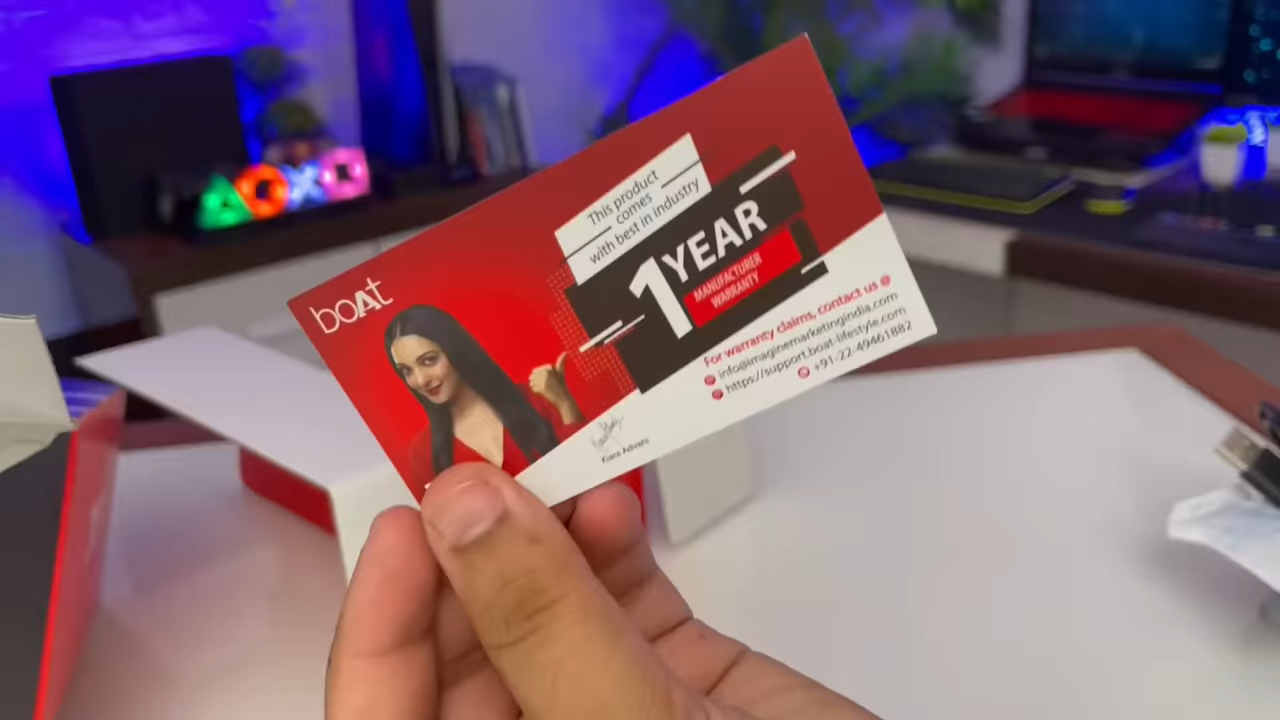 boAt
This product
comes
with best in industry
1 YEAR
MANUFACTURER
WARRANTY
For warranty claims, contact us @
info@imaginemarketingindia.com
https://support.boat-lifestyle.com
+91-22-49461882
Kiara Advani